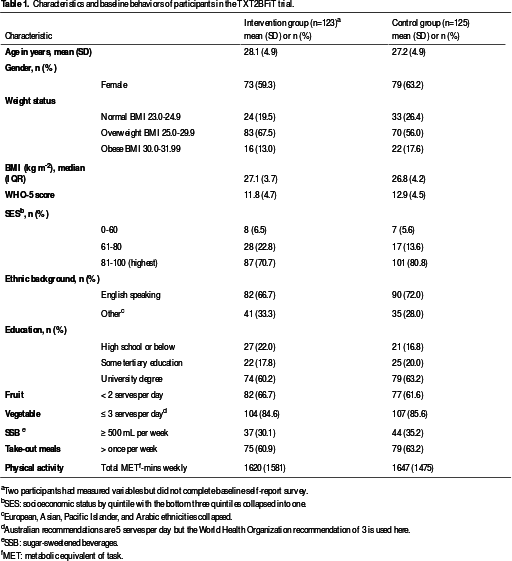 Table 1. Characteristics and baseline behaviors of participants in the TXT2BFiT trial.
Intervention group (n=123)a Control group (n=125)
Characteristic mean (SD) or n (%) mean (SD) or n (%)
Age in years, mean (SD) 28.1 (4.9) 27.2 (4.9)
Gender, n (%)
Female 73 (59.3) 79 (63.2)
Weight status
Normal BMI 23.0-24.9 24 (19.5) 33 (26.4)
Overweight BMI 25.0-29.9 83 (67.5) 70 (56.0)
Obese BMI 30.0-31.99 16 (13.0) 22 (17.6)
BMI (kg m-2), median
(IQR) 27.1 (3.7) 26.8 (4.2)
WHO-5 score 11.8 (4.7) 12.9 (4.5)
SESb, n (%)
0-60 8 (6.5) 7 (5.6)
61-80 28 (22.8) 17 (13.6)
81-100 (highest) 87 (70.7) 101 (80.8)
Ethnic background, n (%)
English speaking 82 (66.7) 90 (72.0)
Otherc 41 (33.3) 35 (28.0)
Education, n (%)
High school or below 27 (22.0) 21 (16.8)
Some tertiary education 22 (17.8) 25 (20.0)
University degree 74 (60.2) 79 (63.2)
Fruit < 2 serves per day 82 (66.7) 77 (61.6)
Vegetable ≤ 3 serves per dayd 104 (84.6) 107 (85.6)
SSB e ≥ 500 mL per week 37 (30.1) 44 (35.2)
Take-out meals > once per week 75 (60.9) 79 (63.2)
Physical activity Total METf-mins weekly 1620 (1581) 1647 (1475)
aTwo participants had measured variables but did not complete baseline self-report survey.
bSES: socioeconomic status by quintile with the bottom three quintiles collapsed into one.
cEuropean, Asian, Pacific Islander, and Arabic ethnicities collapsed.
dAustralian recommendations are 5 serves per day but the World Health Organization recommendation of 3 is used here.
eSSB: sugar-sweetened beverages.
fMET: metabolic equivalent of task.